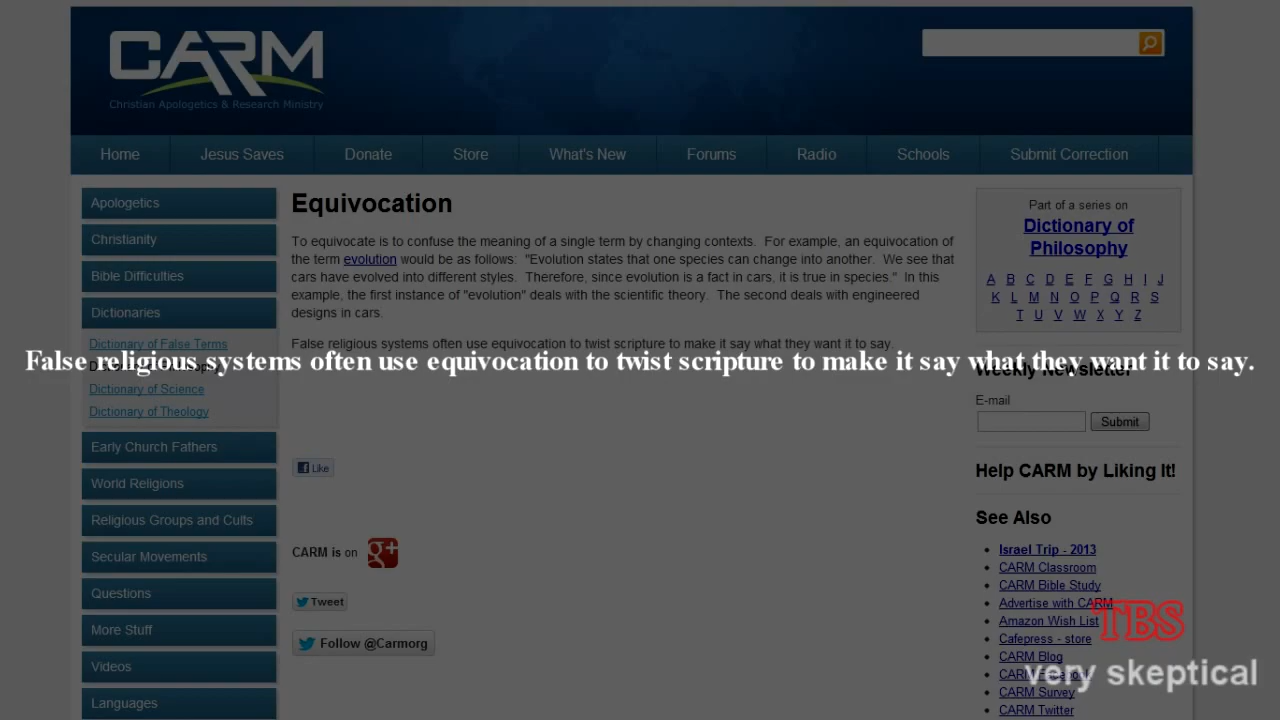 CARM
Christian Apologetics & Research Ministry
Home
Jesus Saves
Donate
Store
What's New
Forums
Radio
Schools
Submit Correction
Apologetics
Christianity
Bible Difficulties
Dictionaries
Dictionary of False Terms
Dictionary of Science
Dictionary of Theology
Early Church Fathers
World Religions
Religious Groups and Cults
Secular Movements
Questions
More Stuff
Videos
Languages
Equivocation
To equivocate is to confuse the meaning of a single term by changing contexts. For example, an equivocation of
the term evolution would be as follows: "Evolution states that one species can change into another. We see that
cars have evolved into different styles. Therefore, since evolution is a fact in cars, it is true in species." In this
example, the first instance of "evolution" deals with the scientific theory. The second deals with engineered
designs in cars.
False religious systems often use equivocation to twist scripture to make it say what they want it to say.
False religious systems often use equivocation to twist scripture to make it say what they want it to say.
Like
CARM is on g+
Tweet
Follow @Carmorg
Part of a series on
Dictionary of
Philosophy
A B C D E F G H I J
K L M N O P Q R S
T U V W X Y Z
Weekly Newsletter
E-mail
Submit
Help CARM by Liking It!
See Also
Israel Trip - 2013
CARM Classroom
CARM Bible Study
Advertise with CARM
Amazon Wish List
Cafepress - store
CARM Blog
CARM
CARM Survey
CARM Twitter
TBS
very skeptical